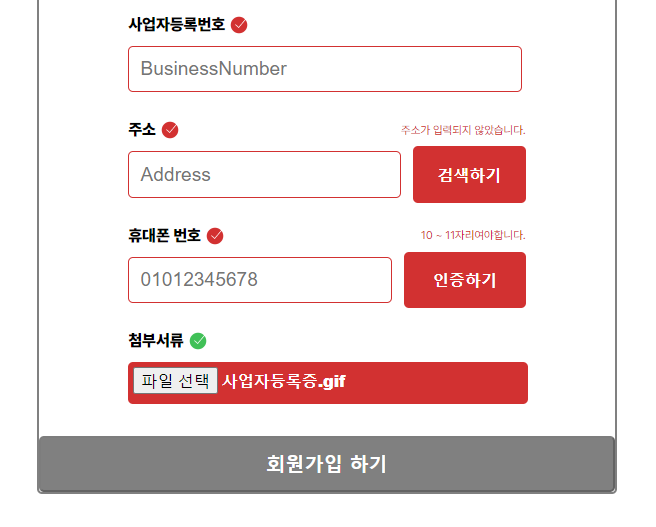 사업자등록번호
BusinessNumber
주소 주소가 입력되지 않았습니다.
Address 검색하기
휴대폰 번호 10 ~ 11자리여야합니다.
01012345678 인증하기
첨부서류
파일 선택 사업자등록증.gif
회원가입 하기